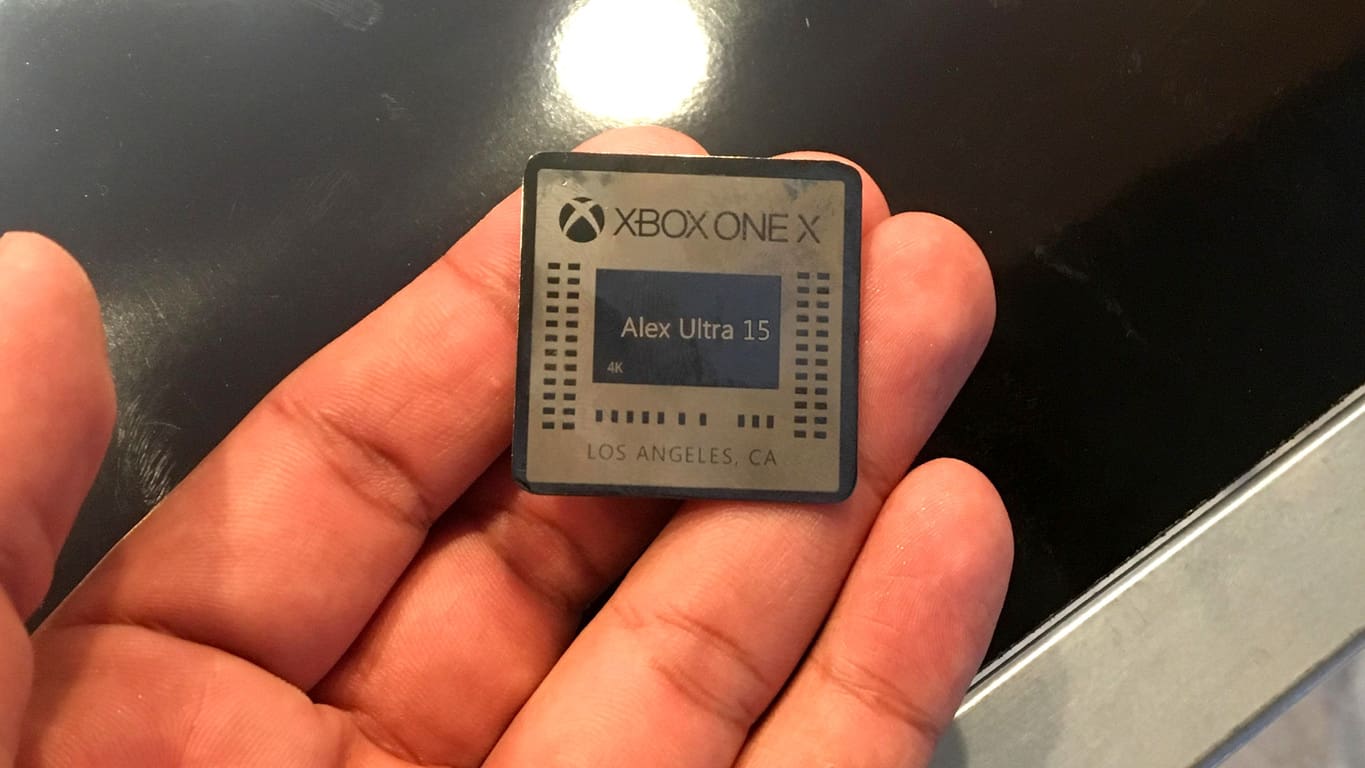 XBOX ONE X
Alex Ultra 15
4K
LOS ANGELES, CA